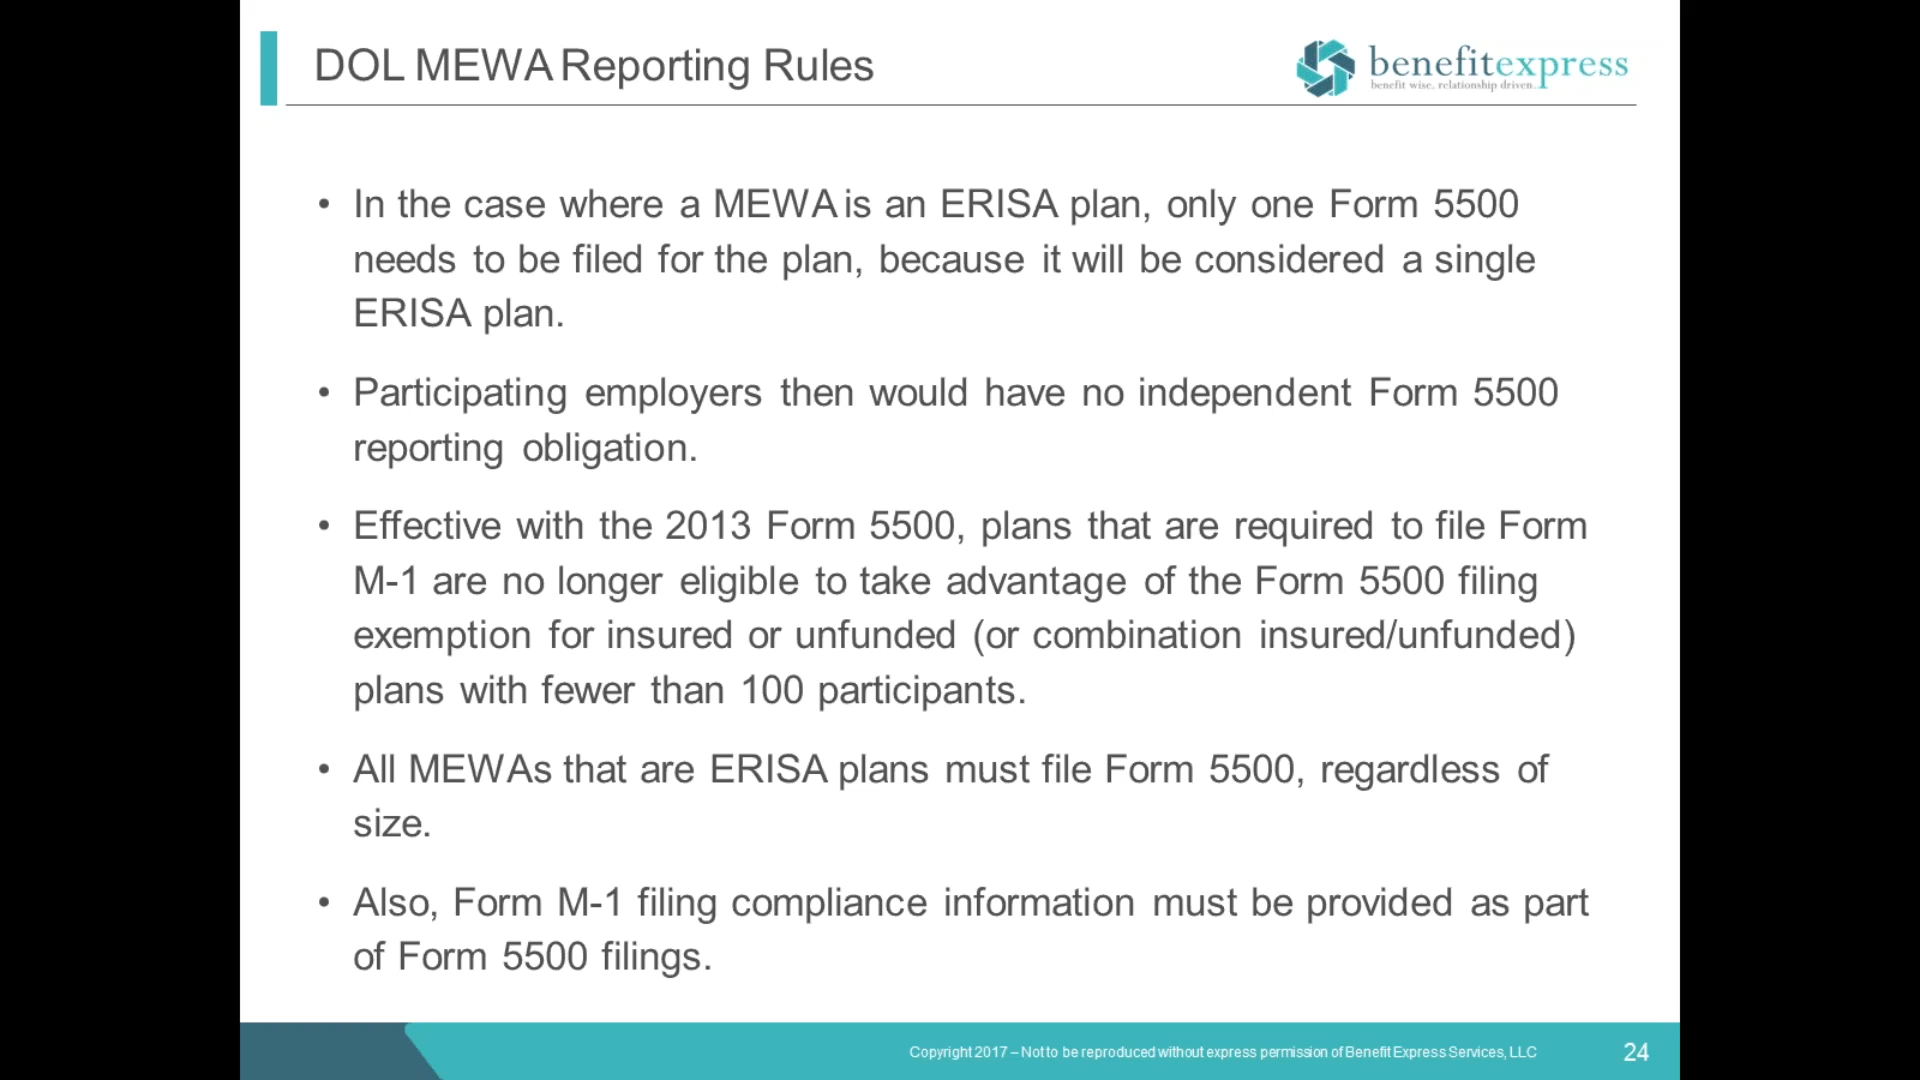 DOL MEWA Reporting Rules
benefitexpress
benefit wise. relationship driven.
• In the case where a MEWA is an ERISA plan, only one Form 5500
needs to be filed for the plan, because it will be considered a single
ERISA plan.
• Participating employers then would have no independent Form 5500
reporting obligation.
• Effective with the 2013 Form 5500, plans that are required to file Form
M-1 are no longer eligible to take advantage of the Form 5500 filing
exemption for insured or unfunded (or combination insured/unfunded)
plans with fewer than 100 participants.
• All MEWAs that are ERISA plans must file Form 5500, regardless of
size.
• Also, Form M-1 filing compliance information must be provided as part
of Form 5500 filings.
Copyright 2017 – Not to be reproduced without express permission of Benefit Express Services, LLC
24